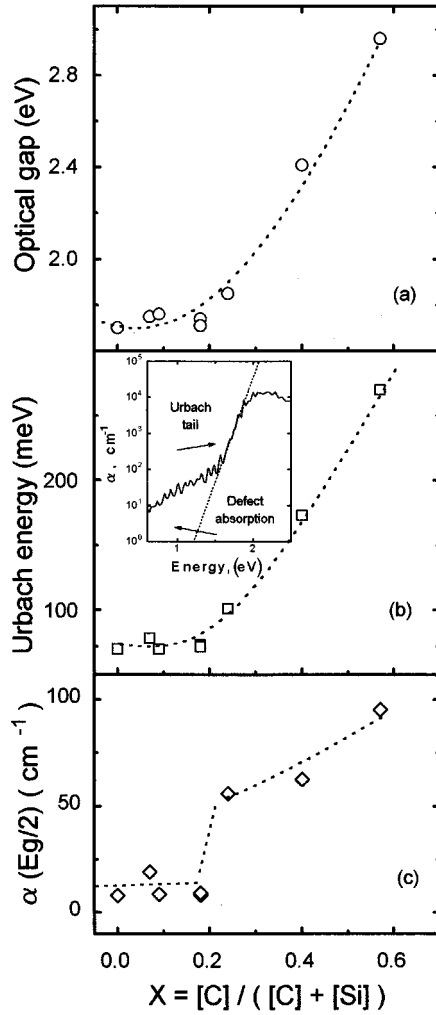 Optical gap (eV)
2.8
2.4
2.0
(a)
Urbach energy (meV)
200
100
α, cm⁻¹
10⁵
10⁴
10³
10²
10¹
10⁰
Urbach
tail
Defect
absorption
1
2
Energy,(eV)
(b)
α (Eg/2) ( cm ⁻¹)
100
50
0
(c)
0.0 0.2 0.4 0.6
X = [C] / ( [C] + [Si] )